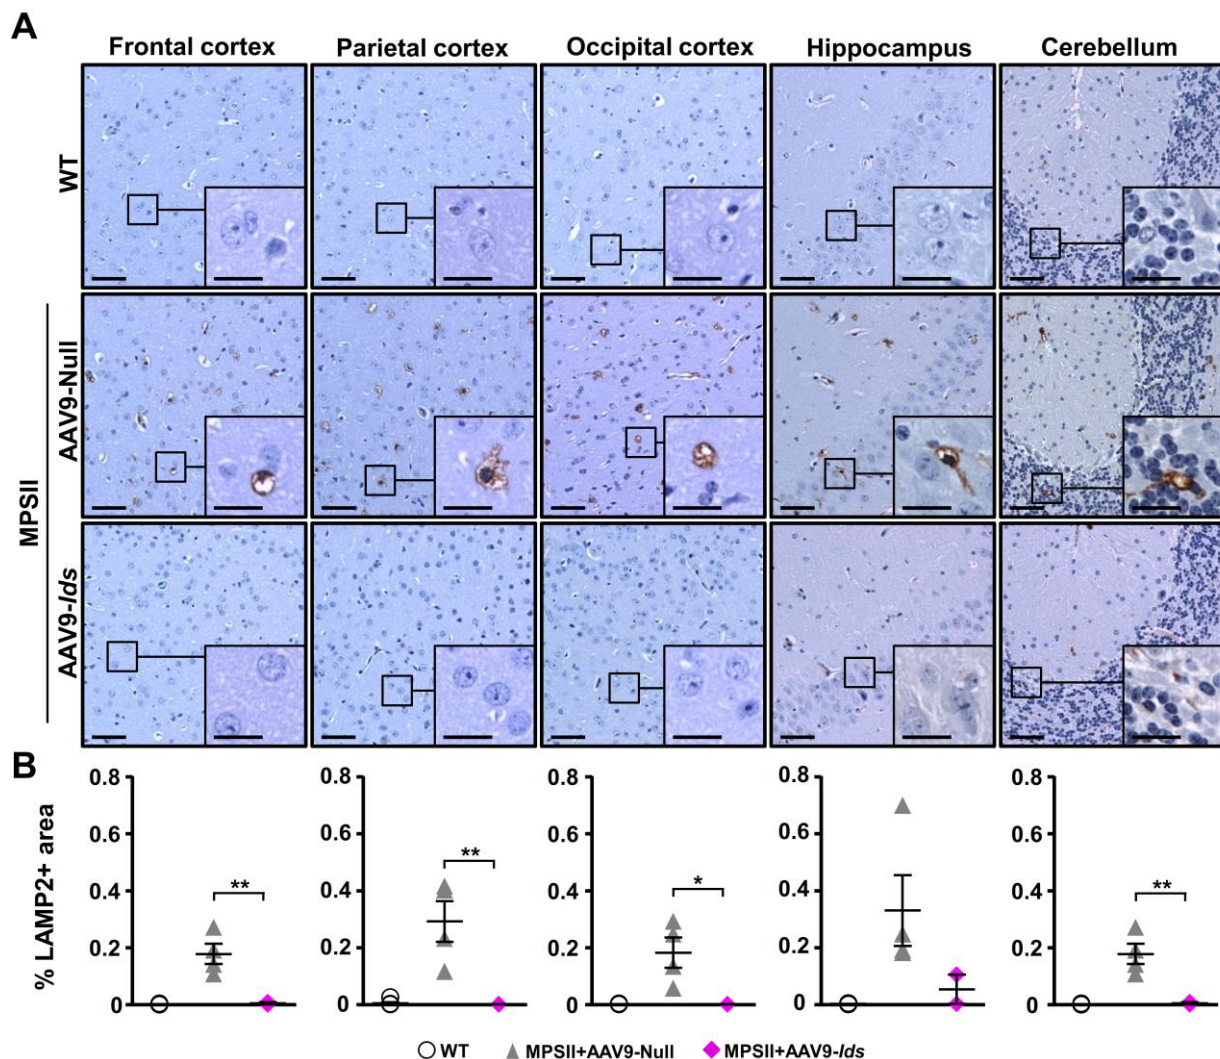 A
Frontal cortex Parietal cortex Occipital cortex Hippocampus Cerebellum
WT
MPSII
AAV9-Null
AAV9-Ids
B
% LAMP2+ area
0.8 0.8 0.8 0.8 0.8
0.6 0.6 0.6 0.6 0.6
0.4 0.4 0.4 0.4 0.4
0.2 0.2 0.2 0.2 0.2
0 0 0 0 0
** ** * **
WT MPSII+AAV9-Null MPSII+AAV9-Ids